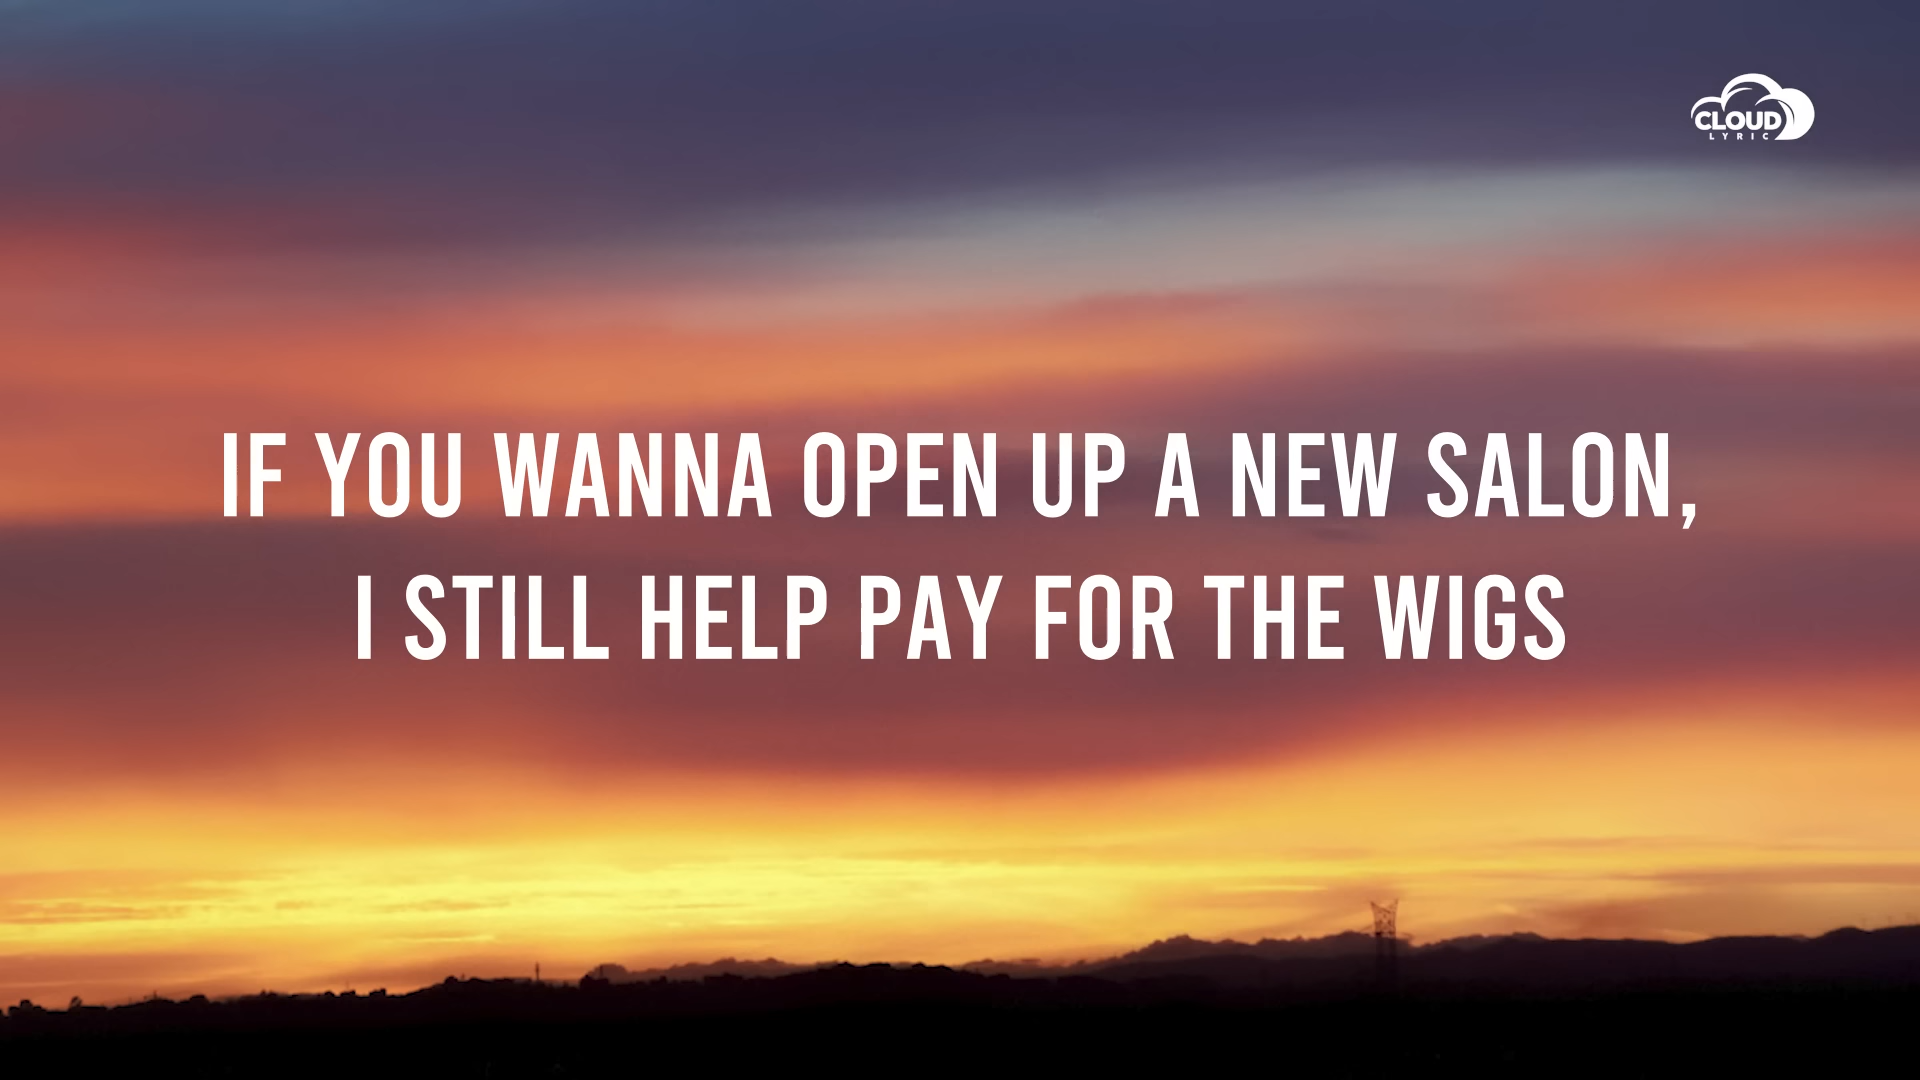 CLOUD
LYRIC
IF YOU WANNA OPEN UP A NEW SALON,
I STILL HELP PAY FOR THE WIGS